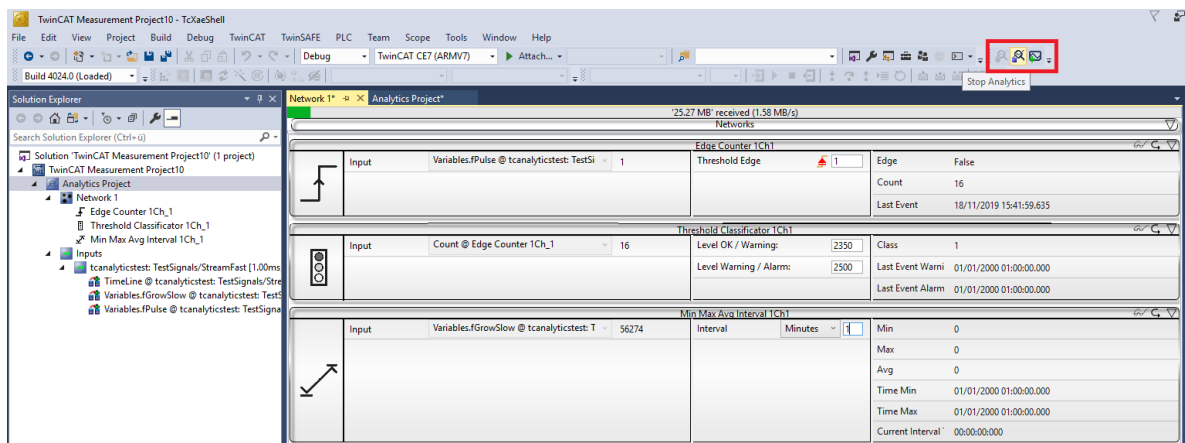 TwinCAT Measurement Project10 - TcXaeShell
File Edit View Project Build Debug TwinCAT TwinSAFE PLC Team Scope Tools Window Help
Debug TwinCAT CE7 (ARMV7) Attach...
Build 4024.0 (Loaded)
Stop Analytics
Solution Explorer
Search Solution Explorer (Ctrl+ü)
Solution 'TwinCAT Measurement Project10' (1 project)
TwinCAT Measurement Project10
Analytics Project
Network 1
Edge Counter 1Ch_1
Threshold Classificator 1Ch_1
Min Max Avg Interval 1Ch_1
Inputs
tcanalyticstest: TestSignals/StreamFast [1.00ms
TimeLine @ tcanalyticstest: TestSignals/Stre
Variables.fGrowSlow @ tcanalyticstest: TestS
Variables.fPulse @ tcanalyticstest: TestSigna
Network 1* Analytics Project*
'25.27 MB' received (1.58 MB/s)
Networks
Edge Counter 1Ch1
Input Variables.fPulse @ tcanalyticstest: TestSi 1 Threshold Edge 1 Edge False
Count 16
Last Event 18/11/2019 15:41:59.635
Threshold Classificator 1Ch1
Input Count @ Edge Counter 1Ch_1 16 Level OK / Warning: 2350 Class 1
Level Warning / Alarm: 2500 Last Event Warni 01/01/2000 01:00:00.000
Last Event Alarm 01/01/2000 01:00:00.000
Min Max Avg Interval 1Ch1
Input Variables.fGrowSlow @ tcanalyticstest: T 56274 Interval Minutes 1 Min 0
Max 0
Avg 0
Time Min 01/01/2000 01:00:00.000
Time Max 01/01/2000 01:00:00.000
Current Interval 00:00:00:000